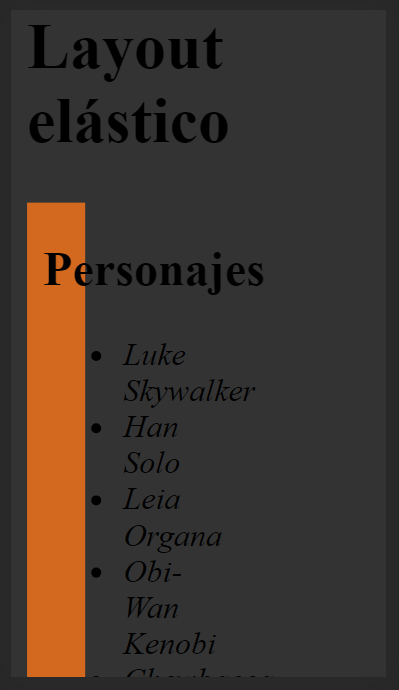 Layout
elástico
Personajes
Luke
Skywalker
Han
Solo
Leia
Organa
Obi-
Wan
Kenobi